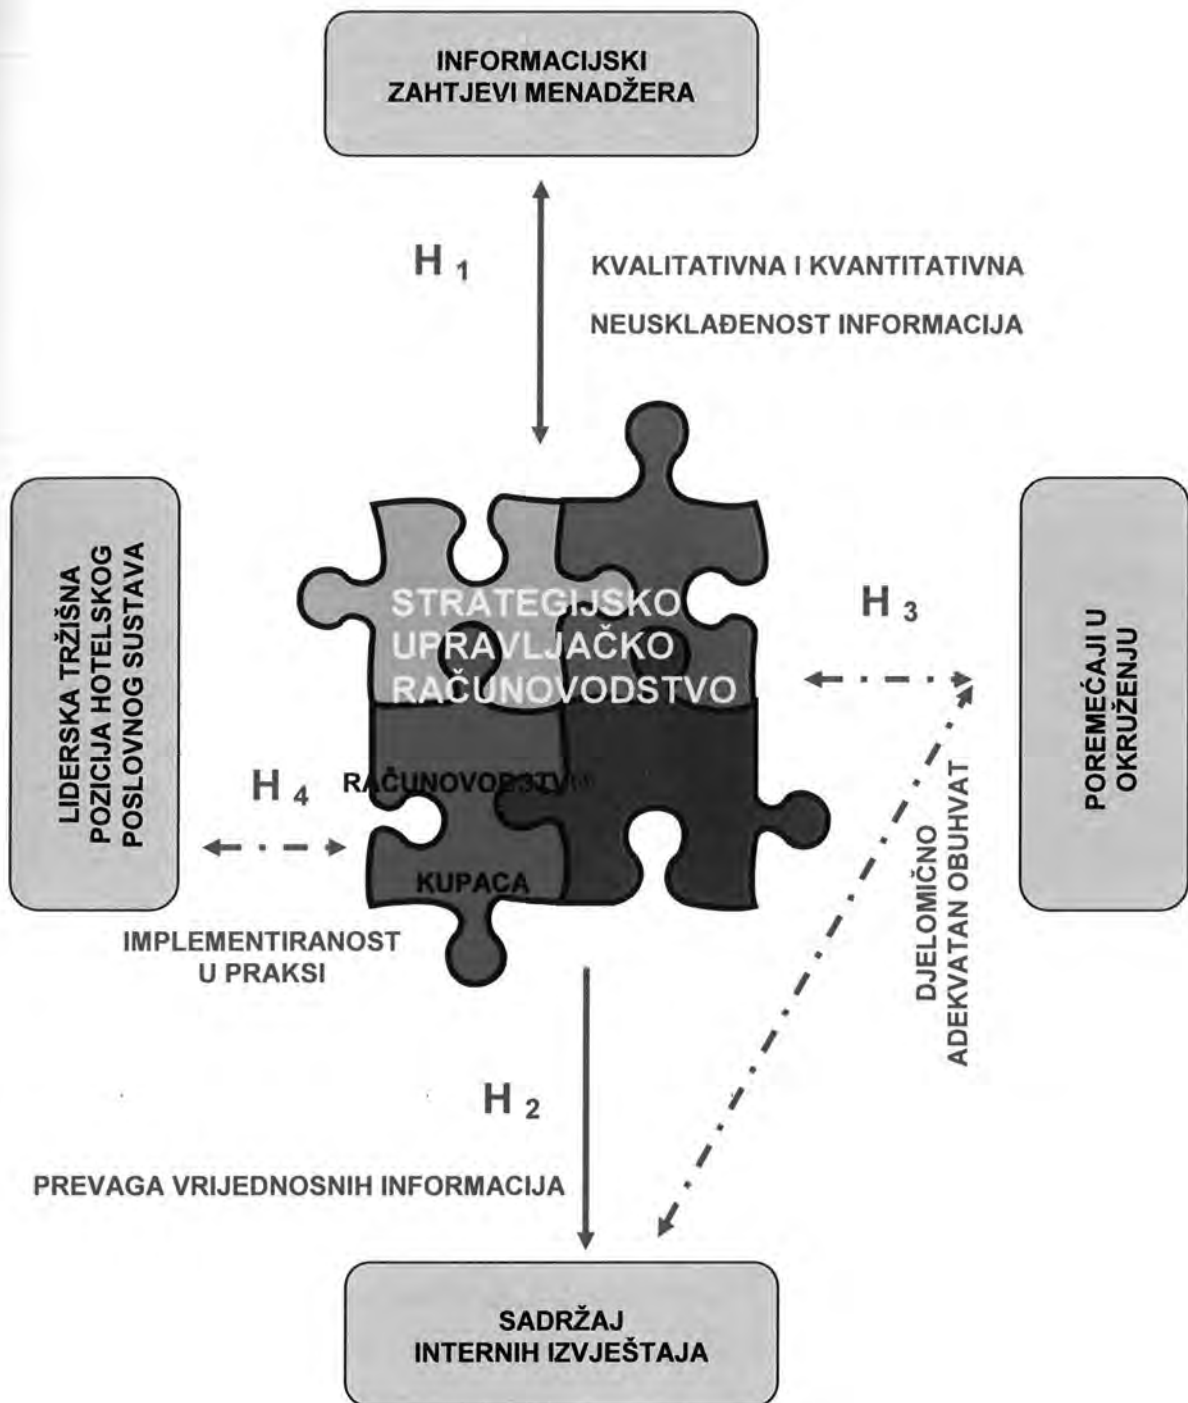 INFORMACIJSKI
ZAHTJEVI MENADŽERA
H 1
KVALITATIVNA I KVANTITATIVNA
NEUSKLAĐENOST INFORMACIJA
LIDERSKA TRŽIŠNA
POZICIJA HOTELSKOG
POSLOVNOG SUSTAVA
STRATEGIJSKO
UPRAVLJAČKO
RAČUNOVODSTVO
H 3
POREMEĆAJI U
OKRUŽENJU
H 4
RAČUNOVODSTVO
KUPACA
IMPLEMENTIRANOST
U PRAKSI
DJELOMIČNO
ADEKVATAN OBUHVAT
H 2
PREVAGA VRIJEDNOSNIH INFORMACIJA
SADRŽAJ
INTERNIH IZVJEŠTAJA